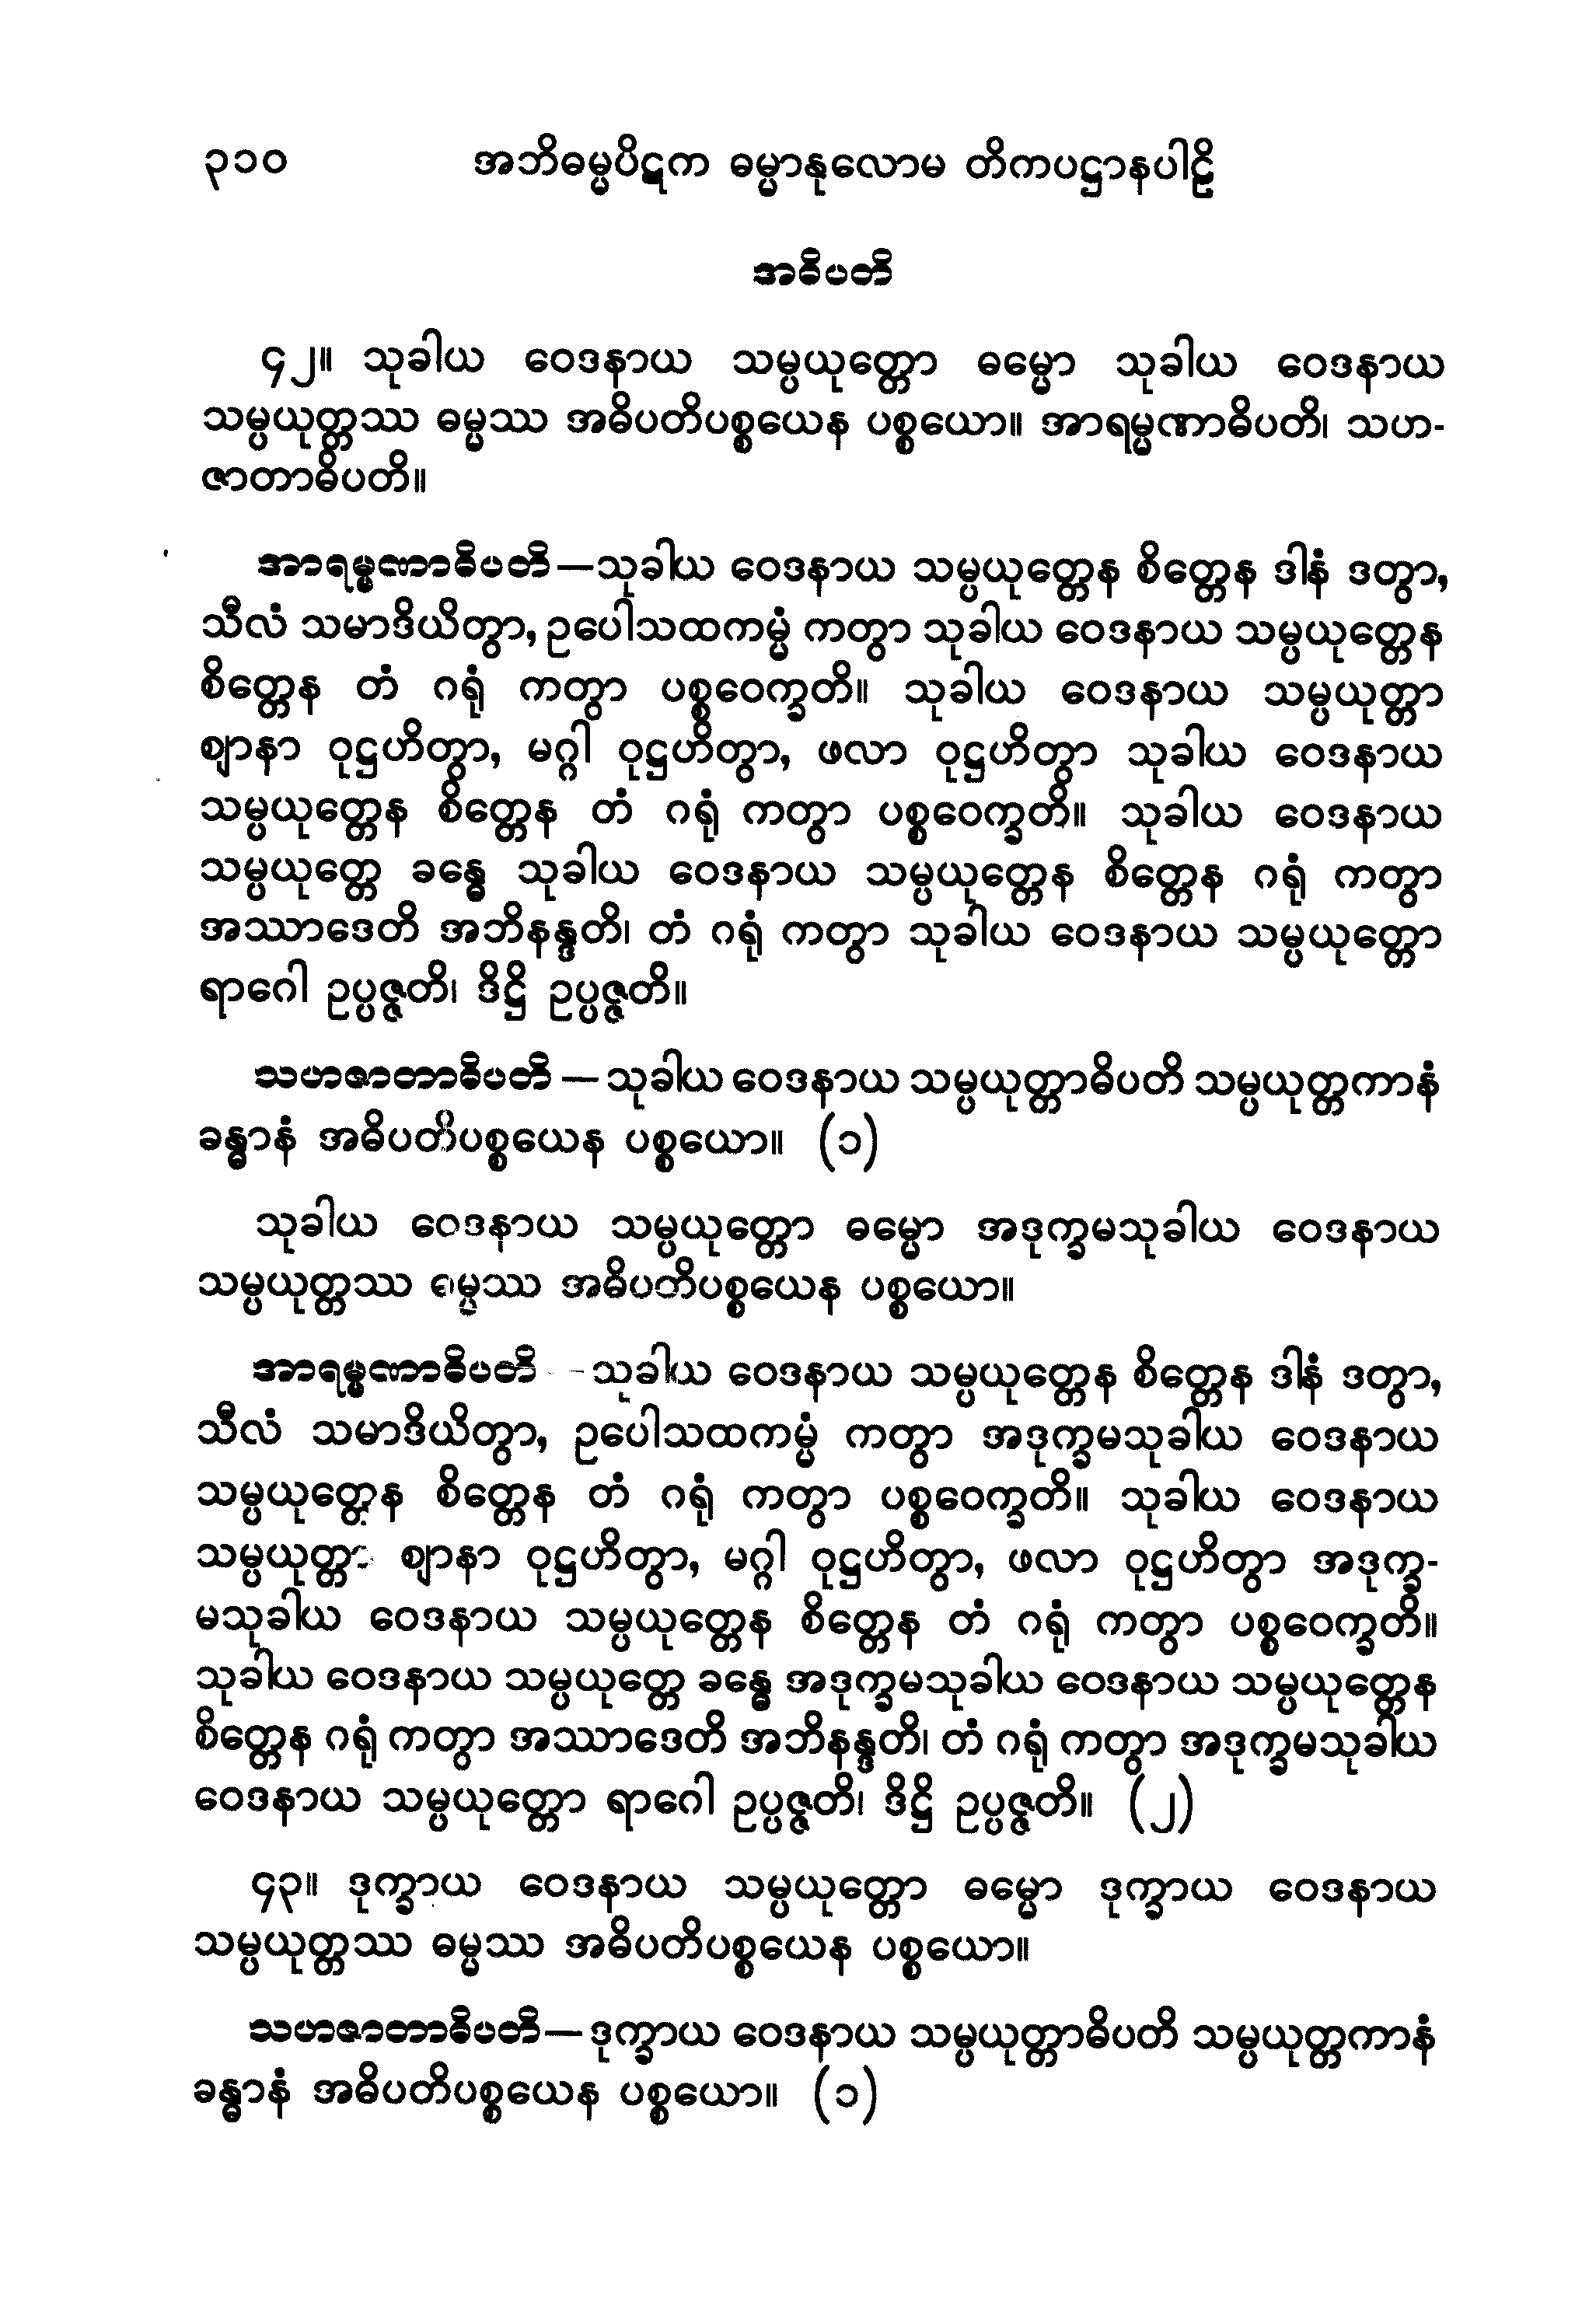 ၃၁၀ အဘိဓမ္မပိဋက ဓမ္မာနုလောမ တိကပဋ္ဌာနပါဠိ
အဓိပတိ
၄၂။ သုခါယ ဝေဒနာယ သမ္ပယုတ္တော ဓမ္မော သုခါယ ဝေဒနာယ
သမ္ပယုတ္တဿ ဓမ္မဿ အဓိပတိပစ္စယေန ပစ္စယော။ အာရမ္မဏာဓိပတိ၊ သဟ-
ဇာတာဓိပတိ။
အာရမ္မဏာဓိပတိ—သုခါယ ဝေဒနာယ သမ္ပယုတ္တေန စိတ္တေန ဒါနံ ဒတွာ,
သီလံ သမာဒိယိတွာ, ဥပေါသထကမ္မံ ကတွာ သုခါယ ဝေဒနာယ သမ္ပယုတ္တေန
စိတ္တေန တံ ဂရုံ ကတွာ ပစ္စဝေက္ခတိ။ သုခါယ ဝေဒနာယ သမ္ပယုတ္တာ
ဈာနာ ဝုဋ္ဌဟိတွာ, မဂ္ဂါ ဝုဋ္ဌဟိတွာ, ဖလာ ဝုဋ္ဌဟိတွာ သုခါယ ဝေဒနာယ
သမ္ပယုတ္တေန စိတ္တေန တံ ဂရုံ ကတွာ ပစ္စဝေက္ခတိ။ သုခါယ ဝေဒနာယ
သမ္ပယုတ္တေ ခန္ဓေ သုခါယ ဝေဒနာယ သမ္ပယုတ္တေန စိတ္တေန ဂရုံ ကတွာ
အဿာဒေတိ အဘိနန္ဒတိ၊ တံ ဂရုံ ကတွာ သုခါယ ဝေဒနာယ သမ္ပယုတ္တော
ရာဂေါ ဥပ္ပဇ္ဇတိ၊ ဒိဋ္ဌိ ဥပ္ပဇ္ဇတိ။
သဟဇာတာဓိပတိ — သုခါယ ဝေဒနာယ သမ္ပယုတ္တာဓိပတိ သမ္ပယုတ္တကာနံ
ခန္ဓာနံ အဓိပတိပစ္စယေန ပစ္စယော။ (၁)
သုခါယ ဝေဒနာယ သမ္ပယုတ္တော ဓမ္မော အဒုက္ခမသုခါယ ဝေဒနာယ
သမ္ပယုတ္တဿ ဓမ္မဿ အဓိပတိပစ္စယေန ပစ္စယော။
အာရမ္မဏာဓိပတိ—သုခါယ ဝေဒနာယ သမ္ပယုတ္တေန စိတ္တေန ဒါနံ ဒတွာ,
သီလံ သမာဒိယိတွာ, ဥပေါသထကမ္မံ ကတွာ အဒုက္ခမသုခါယ ဝေဒနာယ
သမ္ပယုတ္တေန စိတ္တေန တံ ဂရုံ ကတွာ ပစ္စဝေက္ခတိ။ သုခါယ ဝေဒနာယ
သမ္ပယုတ္တာ ဈာနာ ဝုဋ္ဌဟိတွာ, မဂ္ဂါ ဝုဋ္ဌဟိတွာ, ဖလာ ဝုဋ္ဌဟိတွာ အဒုက္ခ-
မသုခါယ ဝေဒနာယ သမ္ပယုတ္တေန စိတ္တေန တံ ဂရုံ ကတွာ ပစ္စဝေက္ခတိ။
သုခါယ ဝေဒနာယ သမ္ပယုတ္တေ ခန္ဓေ အဒုက္ခမသုခါယ ဝေဒနာယ သမ္ပယုတ္တေန
စိတ္တေန ဂရုံ ကတွာ အဿာဒေတိ အဘိနန္ဒတိ၊ တံ ဂရုံ ကတွာ အဒုက္ခမသုခါယ
ဝေဒနာယ သမ္ပယုတ္တော ရာဂေါ ဥပ္ပဇ္ဇတိ၊ ဒိဋ္ဌိ ဥပ္ပဇ္ဇတိ။ (၂)
၄၃။ ဒုက္ခာယ ဝေဒနာယ သမ္ပယုတ္တော ဓမ္မော ဒုက္ခာယ ဝေဒနာယ
သမ္ပယုတ္တဿ ဓမ္မဿ အဓိပတိပစ္စယေန ပစ္စယော။
သဟဇာတာဓိပတိ— ဒုက္ခာယ ဝေဒနာယ သမ္ပယုတ္တာဓိပတိ သမ္ပယုတ္တကာနံ
ခန္ဓာနံ အဓိပတိပစ္စယေန ပစ္စယော။ (၁)